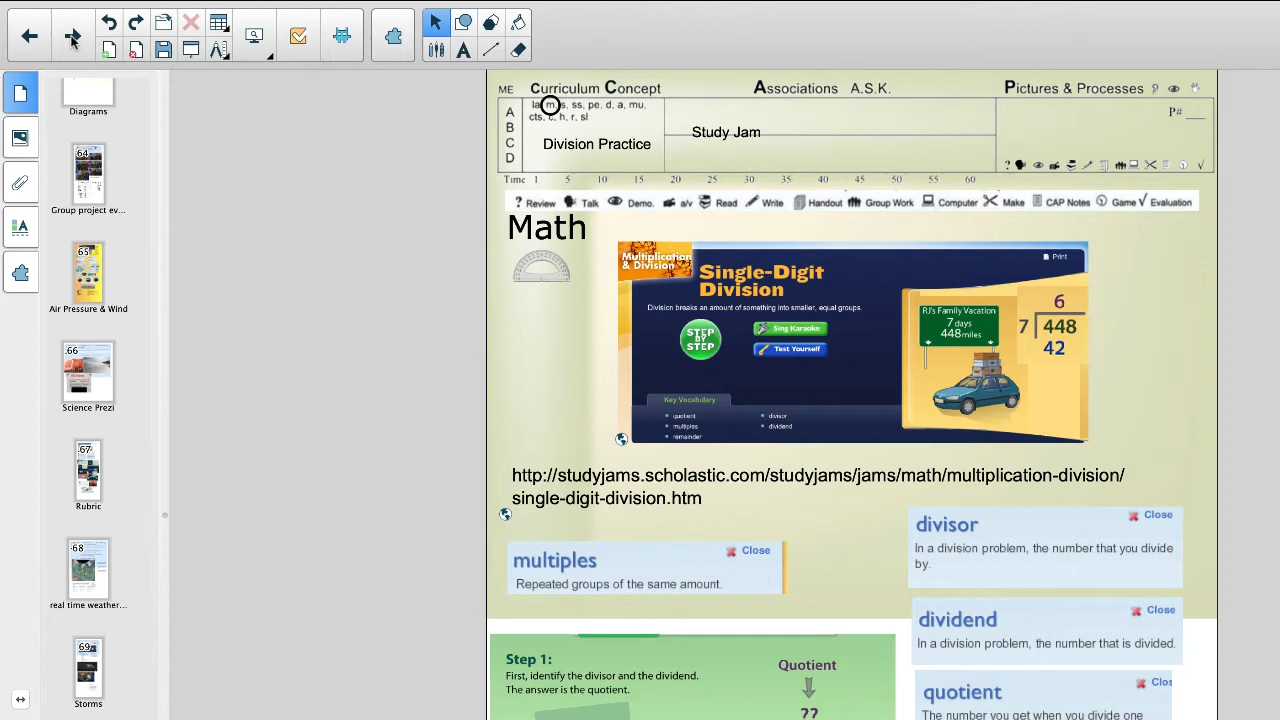 Diagrams
64
Group project ev...
65
Air Pressure & Wind
66
Science Prezi
67
Rubric
68
real time weather...
69
Storms
ME Curriculum Concept Associations A.S.K. Pictures & Processes
A
B
C
D
la, m, s, ss, pe, d, a, mu,
cts, c, h, r, sl
Division Practice
Study Jam
P# ___
Time 1 5 10 15 20 25 30 35 40 45 50 55 60
? Review Talk Demo. a/v Read Write Handout Group Work Computer Make CAP Notes Game √ Evaluation
Math
Multiplication
& Division
Single-Digit
Division
Print
Division breaks an amount of something into smaller, equal groups.
STEP
BY
STEP
Sing Karaoke
Test Yourself
Key Vocabulary
quotient
multiples
remainder
divisor
dividend
RJ's Family Vacation
7 days
448 miles
6
7 448
42
http://studyjams.scholastic.com/studyjams/jams/math/multiplication-division/
single-digit-division.htm
multiples
Close
Repeated groups of the same amount.
divisor
Close
In a division problem, the number that you divide
by.
dividend
Close
In a division problem, the number that is divided.
quotient
Clos
The number you get when you divide one
Step 1:
First, identify the divisor and the dividend.
The answer is the quotient.
Quotient
??